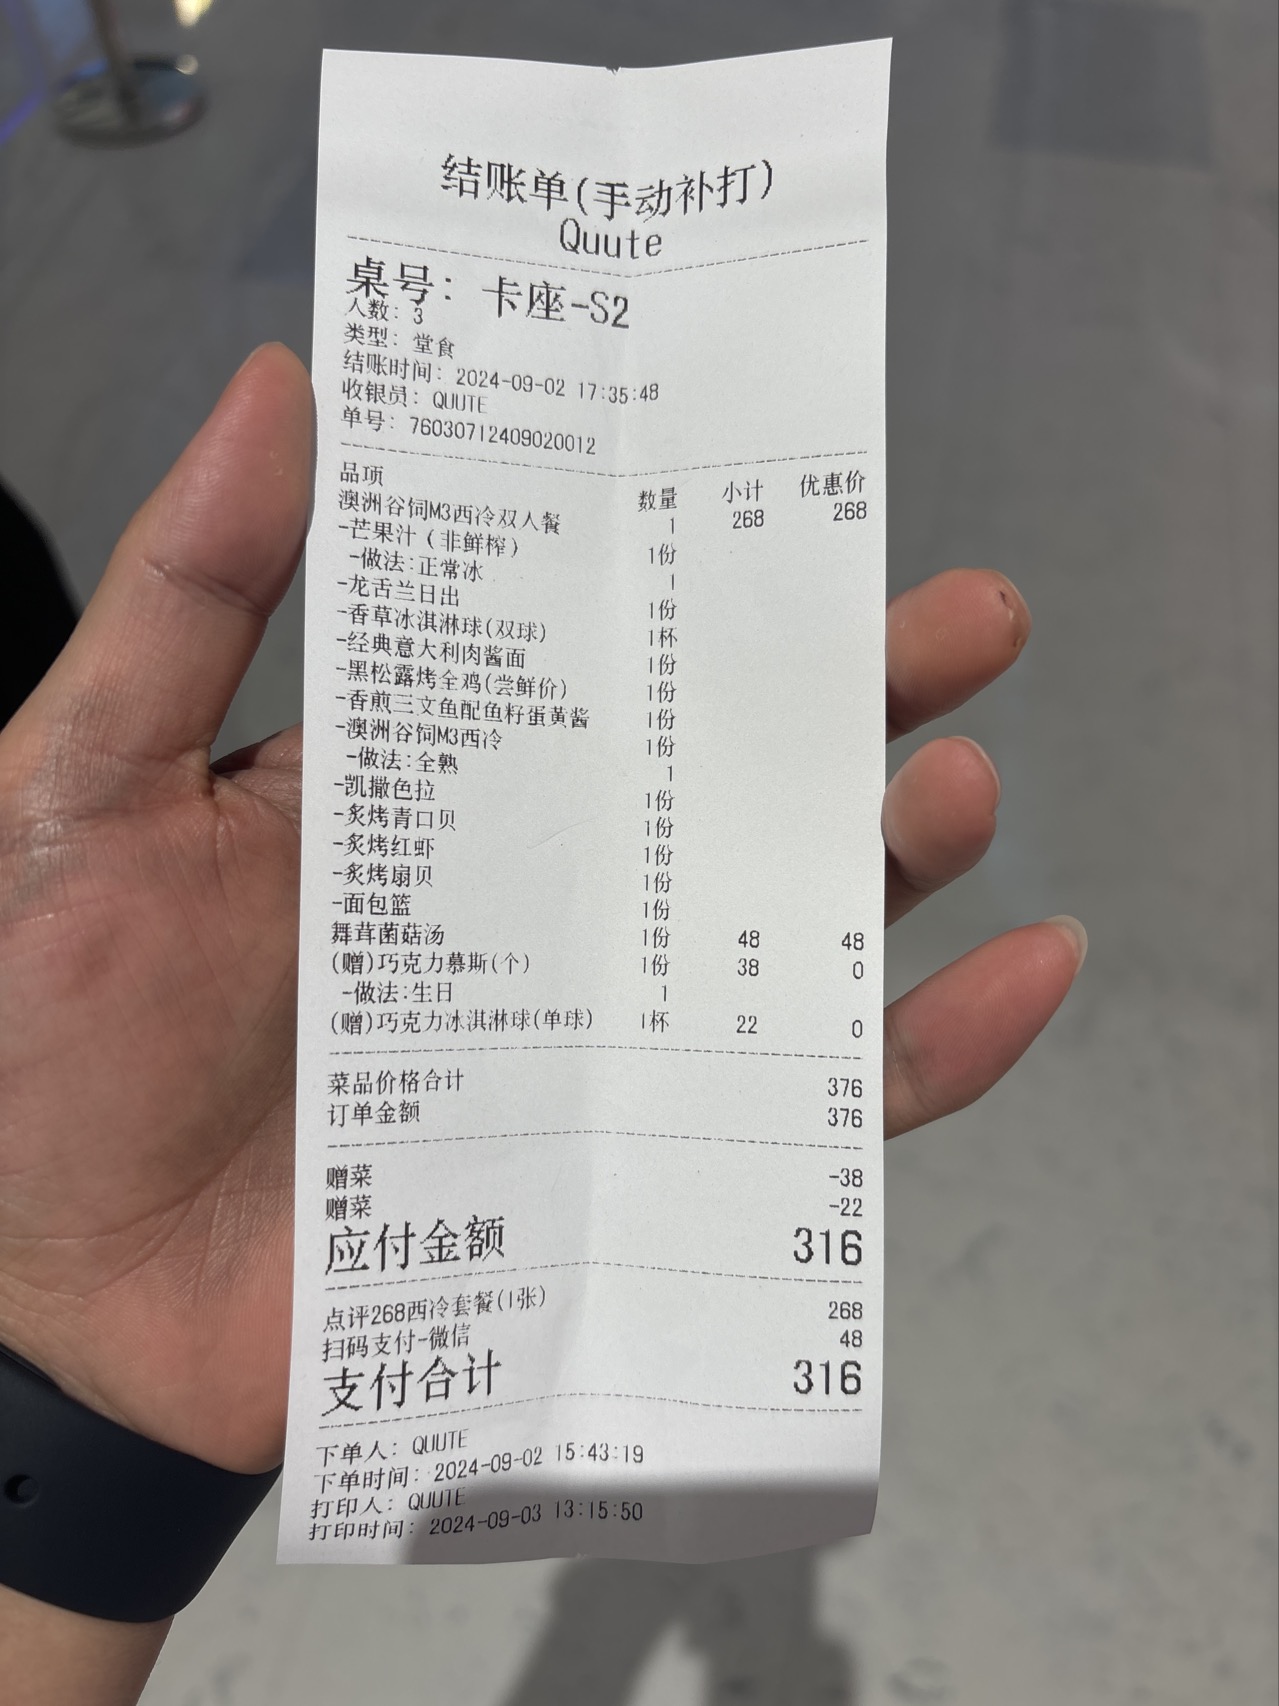 结账单(手动补打)
Quute
桌号: 卡座-S2
人数: 3
类型: 堂食
结账时间: 2024-09-02 17:35:48
收银员: QUUTE
单号: 76030712409020012
品项 数量 小计 优惠价
澳洲谷饲M3西冷双人餐 1 268 268
-芒果汁(非鲜榨) 1份
-做法:正常冰 1
-龙舌兰日出 1份
-香草冰淇淋球(双球) 1杯
-经典意大利肉酱面 1份
-黑松露烤全鸡(尝鲜价) 1份
-香煎三文鱼配鱼籽蛋黄酱 1份
-澳洲谷饲M3西冷 1份
-做法:全熟 1
-凯撒色拉 1份
-炙烤青口贝 1份
-炙烤红虾 1份
-炙烤扇贝 1份
-面包篮 1份
舞茸菌菇汤 1份 48 48
(赠)巧克力慕斯(个) 1份 38 0
-做法:生日 1
(赠)巧克力冰淇淋球(单球) 1杯 22 0
菜品价格合计 376
订单金额 376
赠菜 -38
赠菜 -22
应付金额 316
点评268西冷套餐(1张) 268
扫码支付-微信 48
支付合计 316
下单人: QUUTE
下单时间: 2024-09-02 15:43:19
打印人: QUUTE
打印时间: 2024-09-03 13:15:50